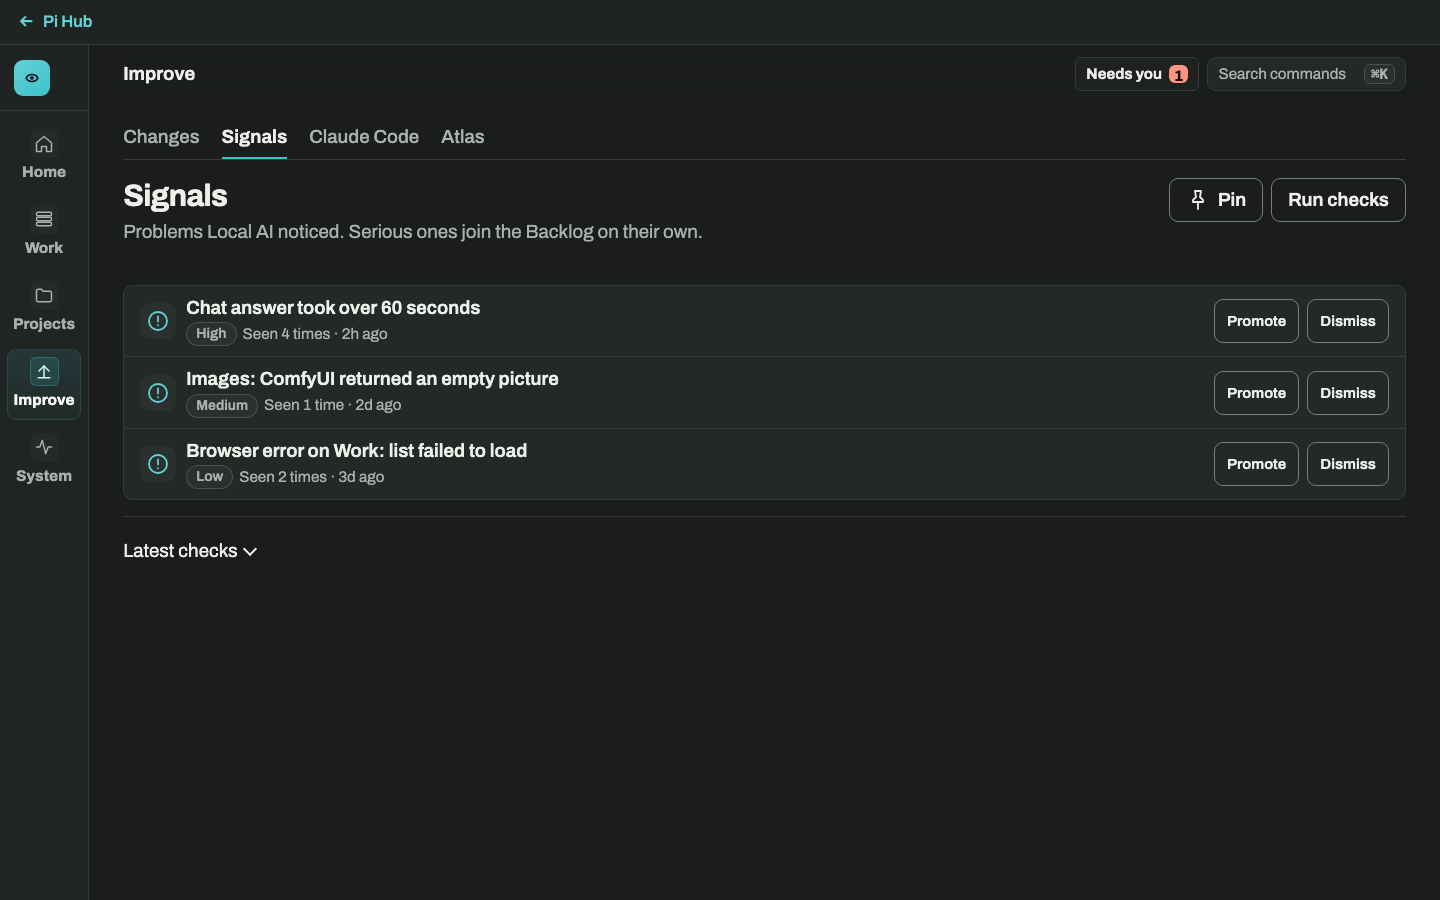 Pi Hub
Improve
Needs you 1
Search commands ⌘K
Home
Work
Projects
Improve
System
Changes Signals Claude Code Atlas
Signals
Problems Local AI noticed. Serious ones join the Backlog on their own.
Pin
Run checks
Chat answer took over 60 seconds
High Seen 4 times · 2h ago
Promote Dismiss
Images: ComfyUI returned an empty picture
Medium Seen 1 time · 2d ago
Promote Dismiss
Browser error on Work: list failed to load
Low Seen 2 times · 3d ago
Promote Dismiss
Latest checks